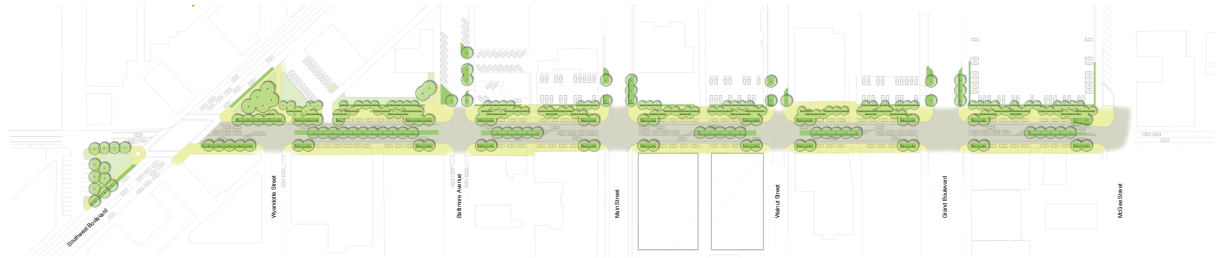 Southwest Boulevard
Wyandotte Street
Baltimore Avenue
Main Street
Walnut Street
Grand Boulevard
McGee Street